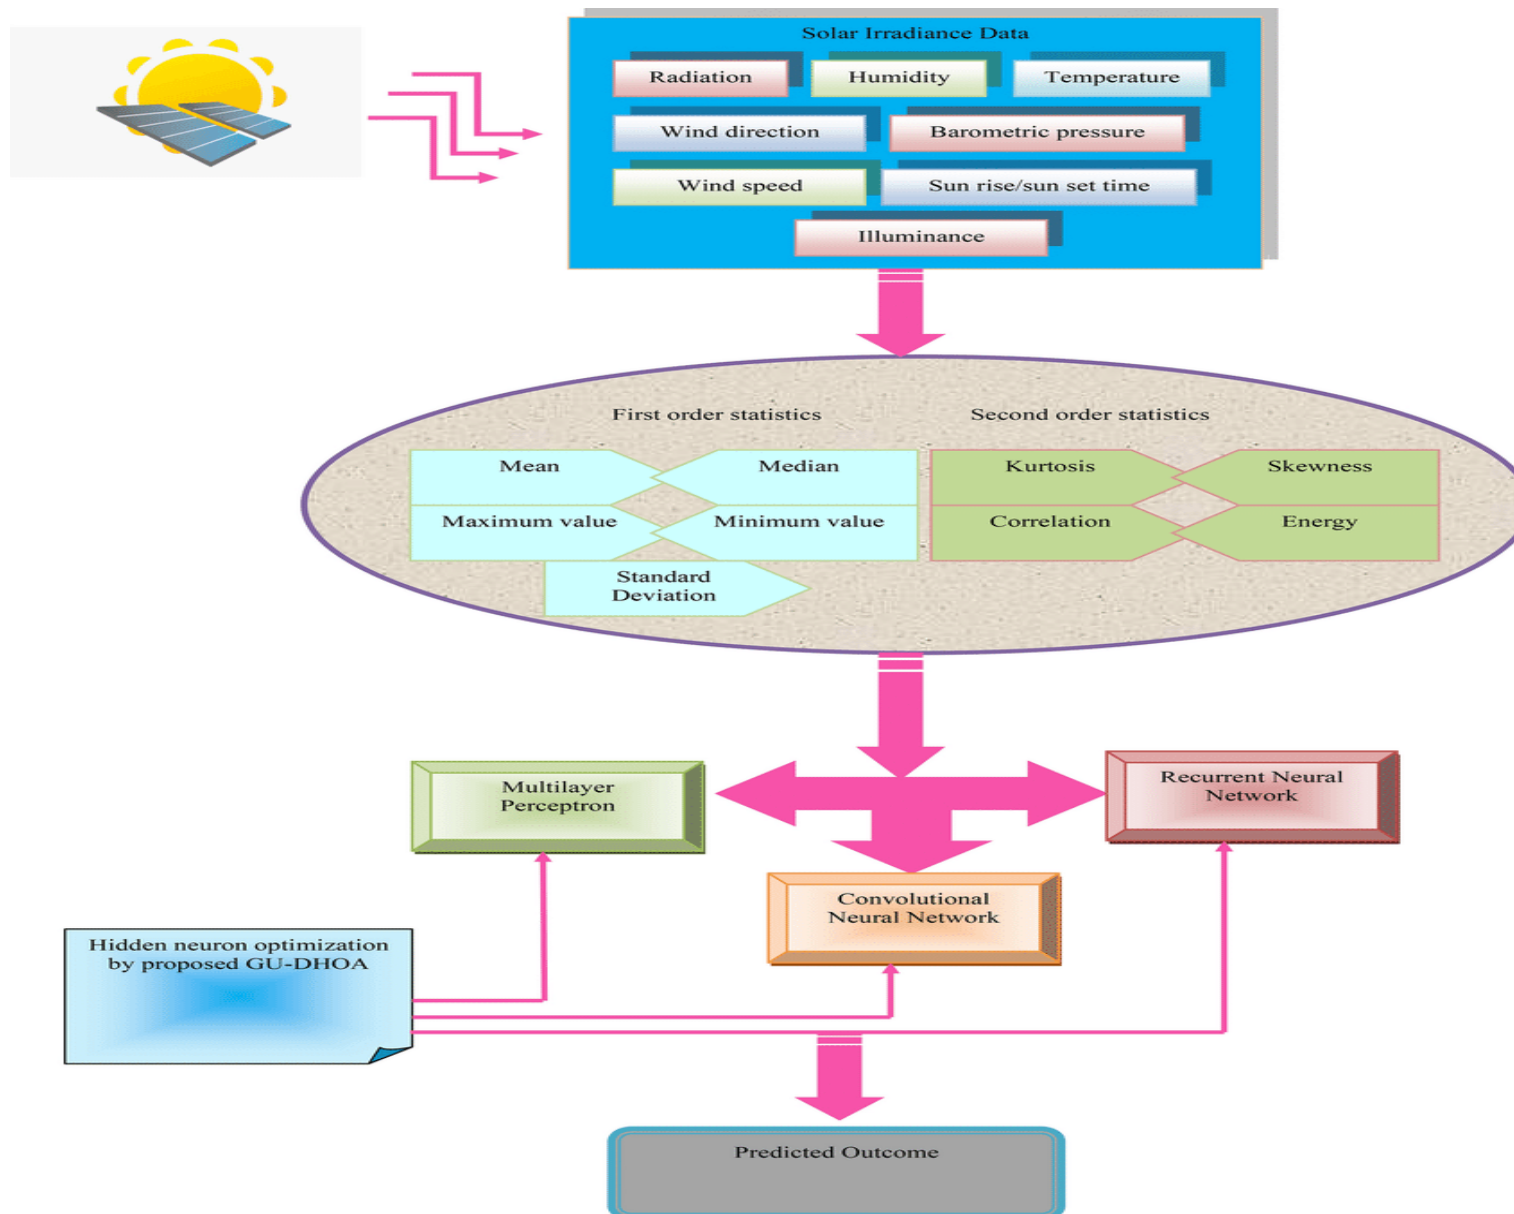 Solar Irradiance Data
Radiation
Humidity
Temperature
Wind direction
Barometric pressure
Wind speed
Sun rise/sun set time
Illuminance
First order statistics
Second order statistics
Mean
Median
Kurtosis
Skewness
Maximum value
Minimum value
Correlation
Energy
Standard
Deviation
Multilayer
Perceptron
Recurrent Neural
Network
Convolutional
Neural Network
Hidden neuron optimization
by proposed GU-DHOA
Predicted Outcome